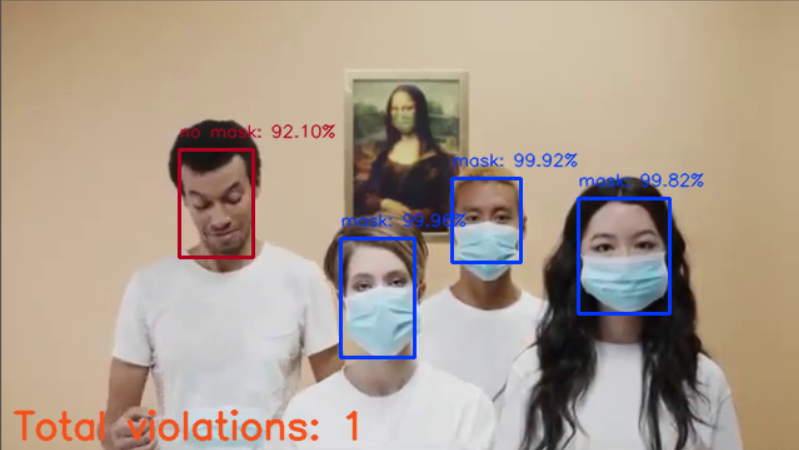 no mask: 92.10%
mask: 99.92%
mask: 99.82%
mask: 99.96%
Total violations: 1